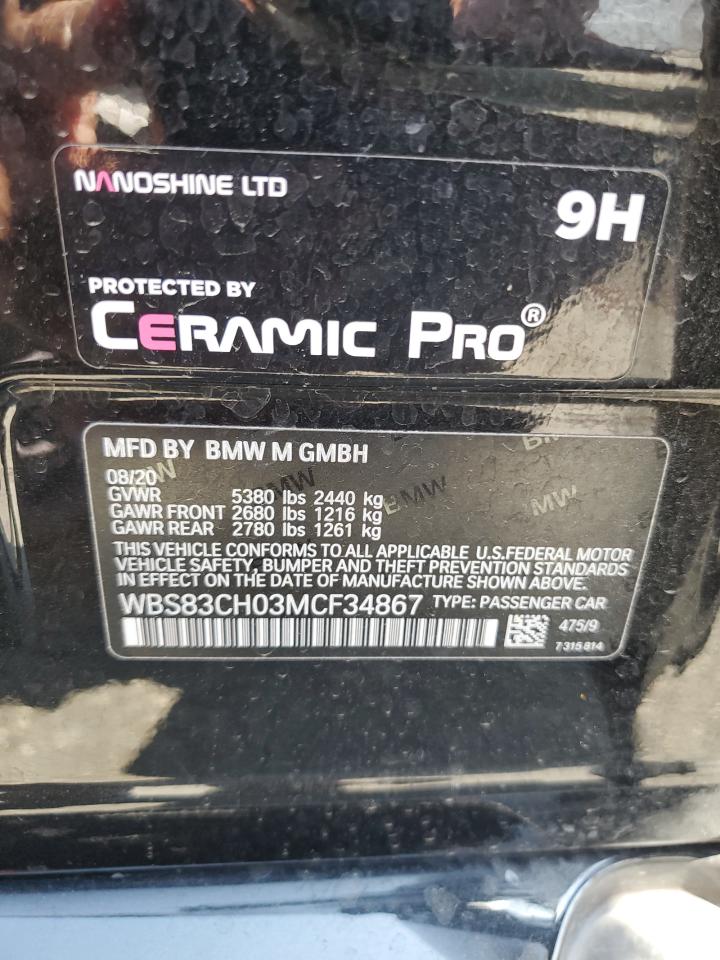 NANOSHINE LTD
9H
PROTECTED BY
CERAMIC PRO®
MFD BY BMW M GMBH
08/20
GVWR 5380 lbs 2440 kg
GAWR FRONT 2680 lbs 1216 kg
GAWR REAR 2780 lbs 1261 kg
THIS VEHICLE CONFORMS TO ALL APPLICABLE U.S.FEDERAL MOTOR
VEHICLE SAFETY, BUMPER AND THEFT PREVENTION STANDARDS
IN EFFECT ON THE DATE OF MANUFACTURE SHOWN ABOVE.
WBS83CH03MCF34867 TYPE: PASSENGER CAR
475/9
7 315 814